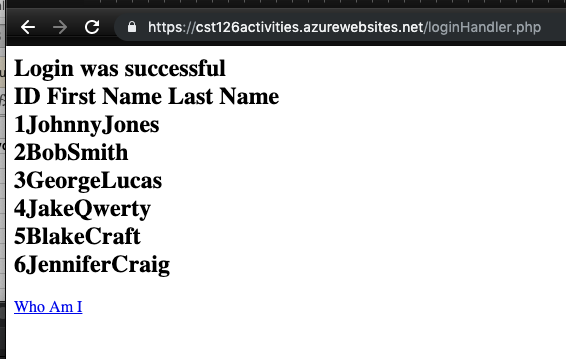 https://cst126activities.azurewebsites.net/loginHandler.php
Login was successful
ID First Name Last Name
1JohnnyJones
2BobSmith
3GeorgeLucas
4JakeQwerty
5BlakeCraft
6JenniferCraig
Who Am I